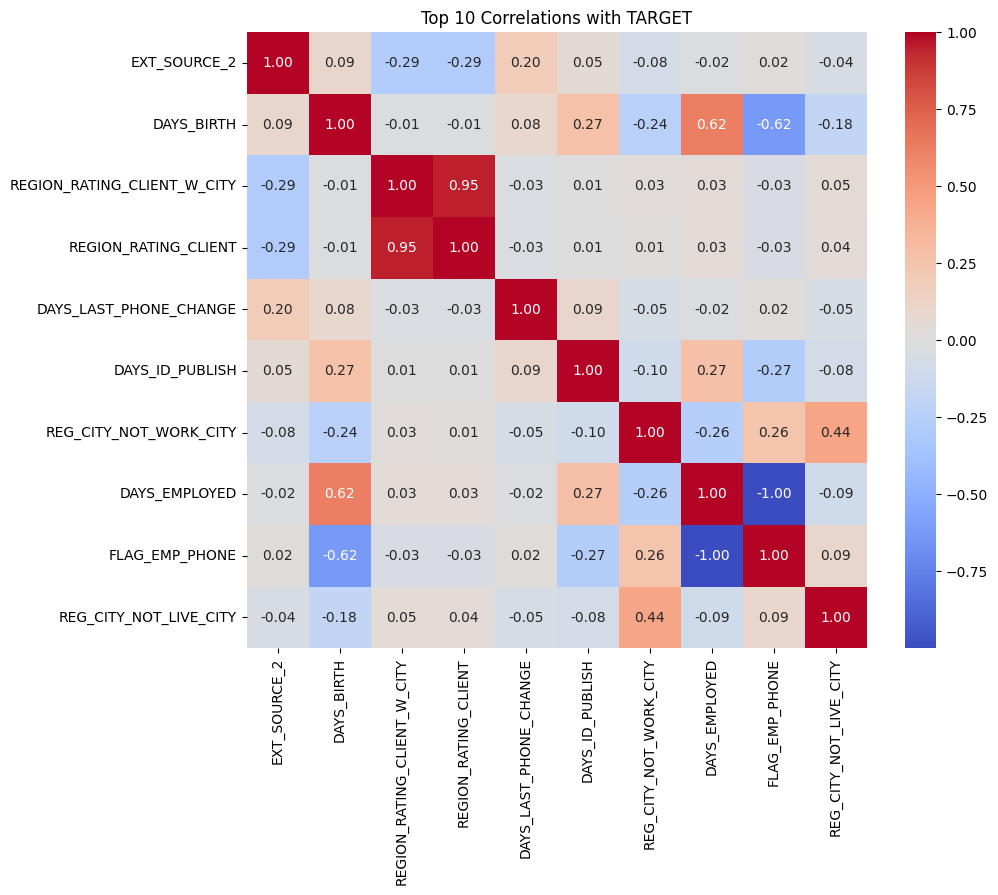 Top 10 Correlations with TARGET
EXT_SOURCE_2 1.00 0.09 -0.29 -0.29 0.20 0.05 -0.08 -0.02 0.02 -0.04
DAYS_BIRTH 0.09 1.00 -0.01 -0.01 0.08 0.27 -0.24 0.62 -0.62 -0.18
REGION_RATING_CLIENT_W_CITY -0.29 -0.01 1.00 0.95 -0.03 0.01 0.03 0.03 -0.03 0.05
REGION_RATING_CLIENT -0.29 -0.01 0.95 1.00 -0.03 0.01 0.01 0.03 -0.03 0.04
DAYS_LAST_PHONE_CHANGE 0.20 0.08 -0.03 -0.03 1.00 0.09 -0.05 -0.02 0.02 -0.05
DAYS_ID_PUBLISH 0.05 0.27 0.01 0.01 0.09 1.00 -0.10 0.27 -0.27 -0.08
REG_CITY_NOT_WORK_CITY -0.08 -0.24 0.03 0.01 -0.05 -0.10 1.00 -0.26 0.26 0.44
DAYS_EMPLOYED -0.02 0.62 0.03 0.03 -0.02 0.27 -0.26 1.00 -1.00 -0.09
FLAG_EMP_PHONE 0.02 -0.62 -0.03 -0.03 0.02 -0.27 0.26 -1.00 1.00 0.09
REG_CITY_NOT_LIVE_CITY -0.04 -0.18 0.05 0.04 -0.05 -0.08 0.44 -0.09 0.09 1.00
EXT_SOURCE_2
DAYS_BIRTH
REGION_RATING_CLIENT_W_CITY
REGION_RATING_CLIENT
DAYS_LAST_PHONE_CHANGE
DAYS_ID_PUBLISH
REG_CITY_NOT_WORK_CITY
DAYS_EMPLOYED
FLAG_EMP_PHONE
REG_CITY_NOT_LIVE_CITY
1.00
0.75
0.50
0.25
0.00
−0.25
−0.50
−0.75